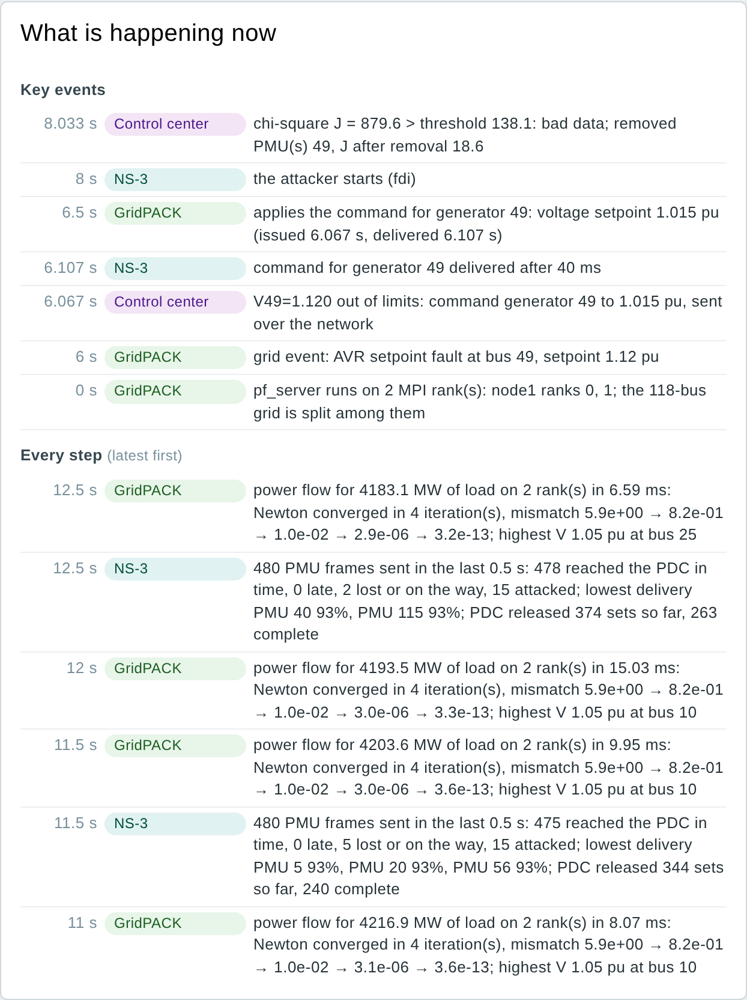 What is happening now
Key events
8.033 s Control center chi-square J = 879.6 > threshold 138.1: bad data; removed
PMU(s) 49, J after removal 18.6
8 s NS-3 the attacker starts (fdi)
6.5 s GridPACK applies the command for generator 49: voltage setpoint 1.015 pu
(issued 6.067 s, delivered 6.107 s)
6.107 s NS-3 command for generator 49 delivered after 40 ms
6.067 s Control center V49=1.120 out of limits: command generator 49 to 1.015 pu, sent
over the network
6 s GridPACK grid event: AVR setpoint fault at bus 49, setpoint 1.12 pu
0 s GridPACK pf_server runs on 2 MPI rank(s): node1 ranks 0, 1; the 118-bus
grid is split among them
Every step (latest first)
12.5 s GridPACK power flow for 4183.1 MW of load on 2 rank(s) in 6.59 ms:
Newton converged in 4 iteration(s), mismatch 5.9e+00 → 8.2e-01
→ 1.0e-02 → 2.9e-06 → 3.2e-13; highest V 1.05 pu at bus 25
12.5 s NS-3 480 PMU frames sent in the last 0.5 s: 478 reached the PDC in
time, 0 late, 2 lost or on the way, 15 attacked; lowest delivery
PMU 40 93%, PMU 115 93%; PDC released 374 sets so far, 263
complete
12 s GridPACK power flow for 4193.5 MW of load on 2 rank(s) in 15.03 ms:
Newton converged in 4 iteration(s), mismatch 5.9e+00 → 8.2e-01
→ 1.0e-02 → 3.0e-06 → 3.3e-13; highest V 1.05 pu at bus 10
11.5 s GridPACK power flow for 4203.6 MW of load on 2 rank(s) in 9.95 ms:
Newton converged in 4 iteration(s), mismatch 5.9e+00 → 8.2e-01
→ 1.0e-02 → 3.0e-06 → 3.6e-13; highest V 1.05 pu at bus 10
11.5 s NS-3 480 PMU frames sent in the last 0.5 s: 475 reached the PDC in
time, 0 late, 5 lost or on the way, 15 attacked; lowest delivery
PMU 5 93%, PMU 20 93%, PMU 56 93%; PDC released 344 sets
so far, 240 complete
11 s GridPACK power flow for 4216.9 MW of load on 2 rank(s) in 8.07 ms:
Newton converged in 4 iteration(s), mismatch 5.9e+00 → 8.2e-01
→ 1.0e-02 → 3.1e-06 → 3.6e-13; highest V 1.05 pu at bus 10